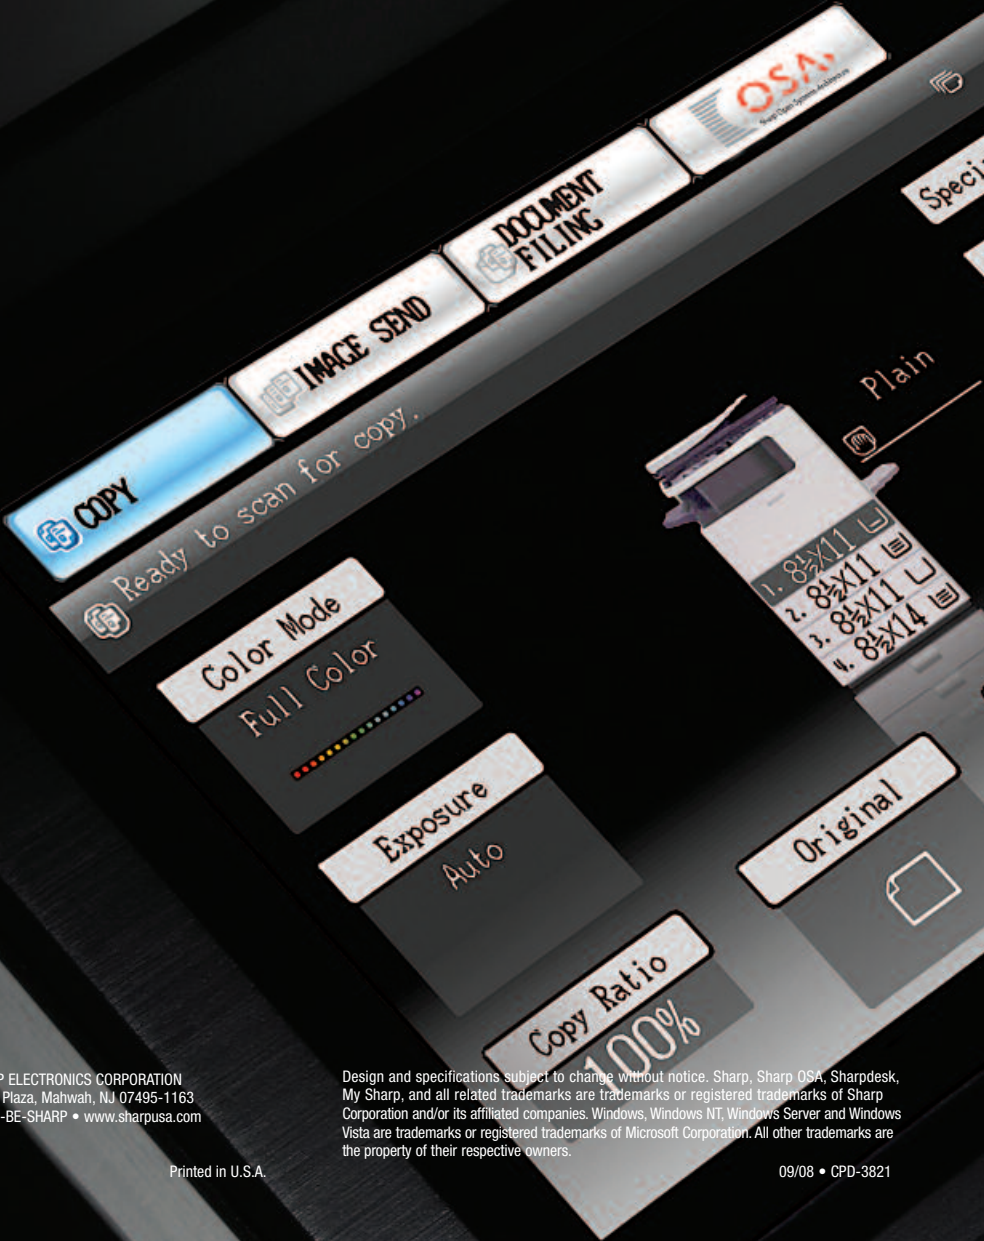 OSA
Sharp Open Systems Architecture
DOCUMENT
FILING
IMAGE SEND
COPY
Ready to scan for copy.
Speci
Plain
1. 8½X11
2. 8½X11
3. 8½X11
4. 8½X14
Color Mode
Full Color
Exposure
Auto
Original
Copy Ratio
100%
P ELECTRONICS CORPORATION
Plaza, Mahwah, NJ 07495-1163
-BE-SHARP • www.sharpusa.com
Design and specifications subject to change without notice. Sharp, Sharp OSA, Sharpdesk,
My Sharp, and all related trademarks are trademarks or registered trademarks of Sharp
Corporation and/or its affiliated companies. Windows, Windows NT, Windows Server and Windows
Vista are trademarks or registered trademarks of Microsoft Corporation. All other trademarks are
the property of their respective owners.
Printed in U.S.A.
09/08 • CPD-3821